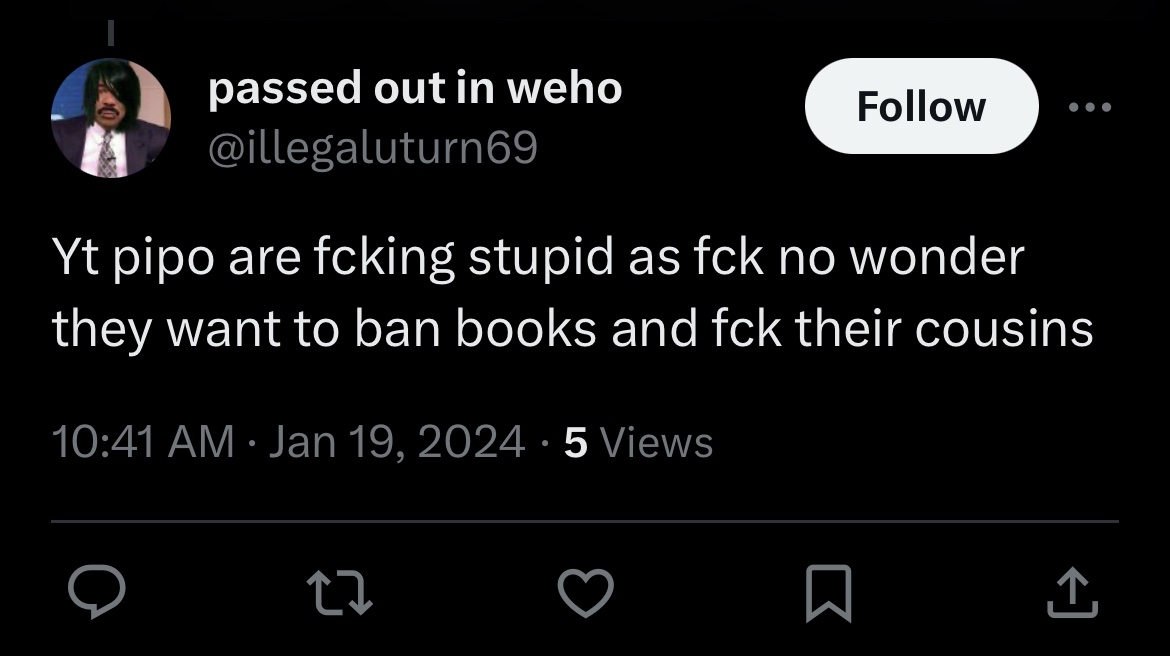 passed out in weho
@illegaluturn69
Follow
Yt pipo are fcking stupid as fck no wonder
they want to ban books and fck their cousins
10:41 AM · Jan 19, 2024 · 5 Views